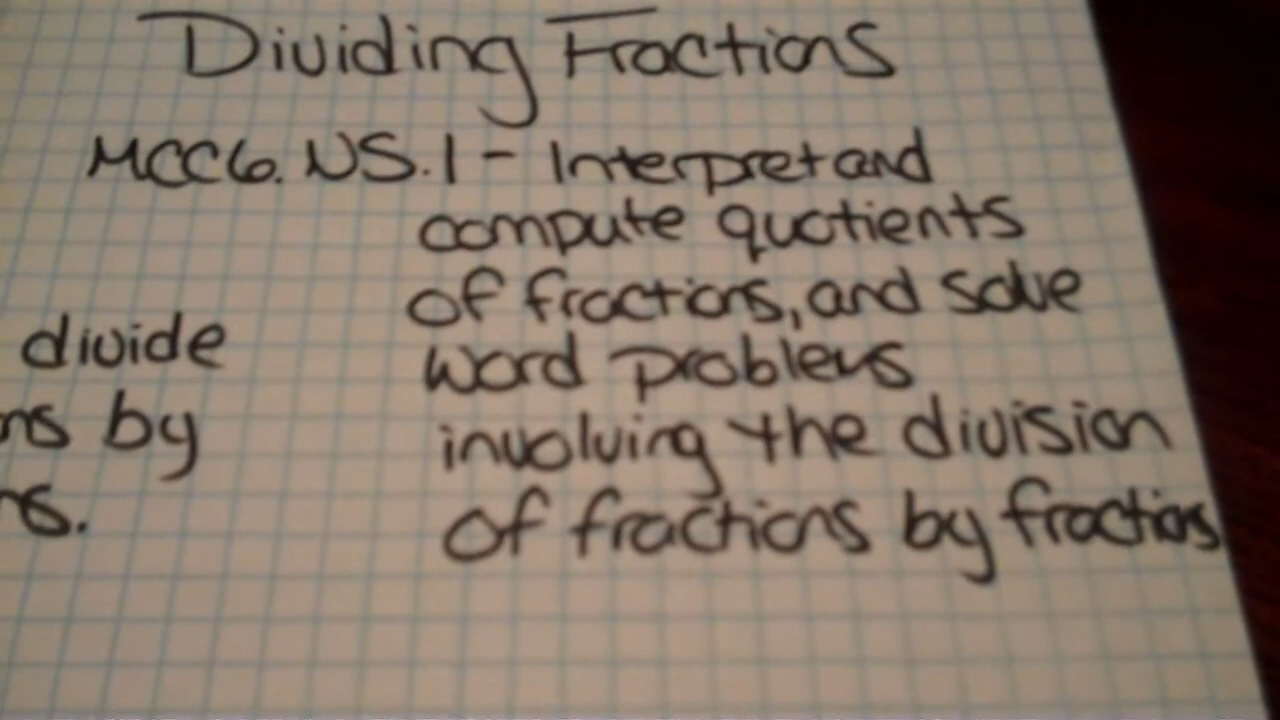 Dividing Fractions
MCC6.NS.1 - Interpret and
compute quotients
of fractions, and solve
word problems
involving the division
of fractions by fractions
divide
by